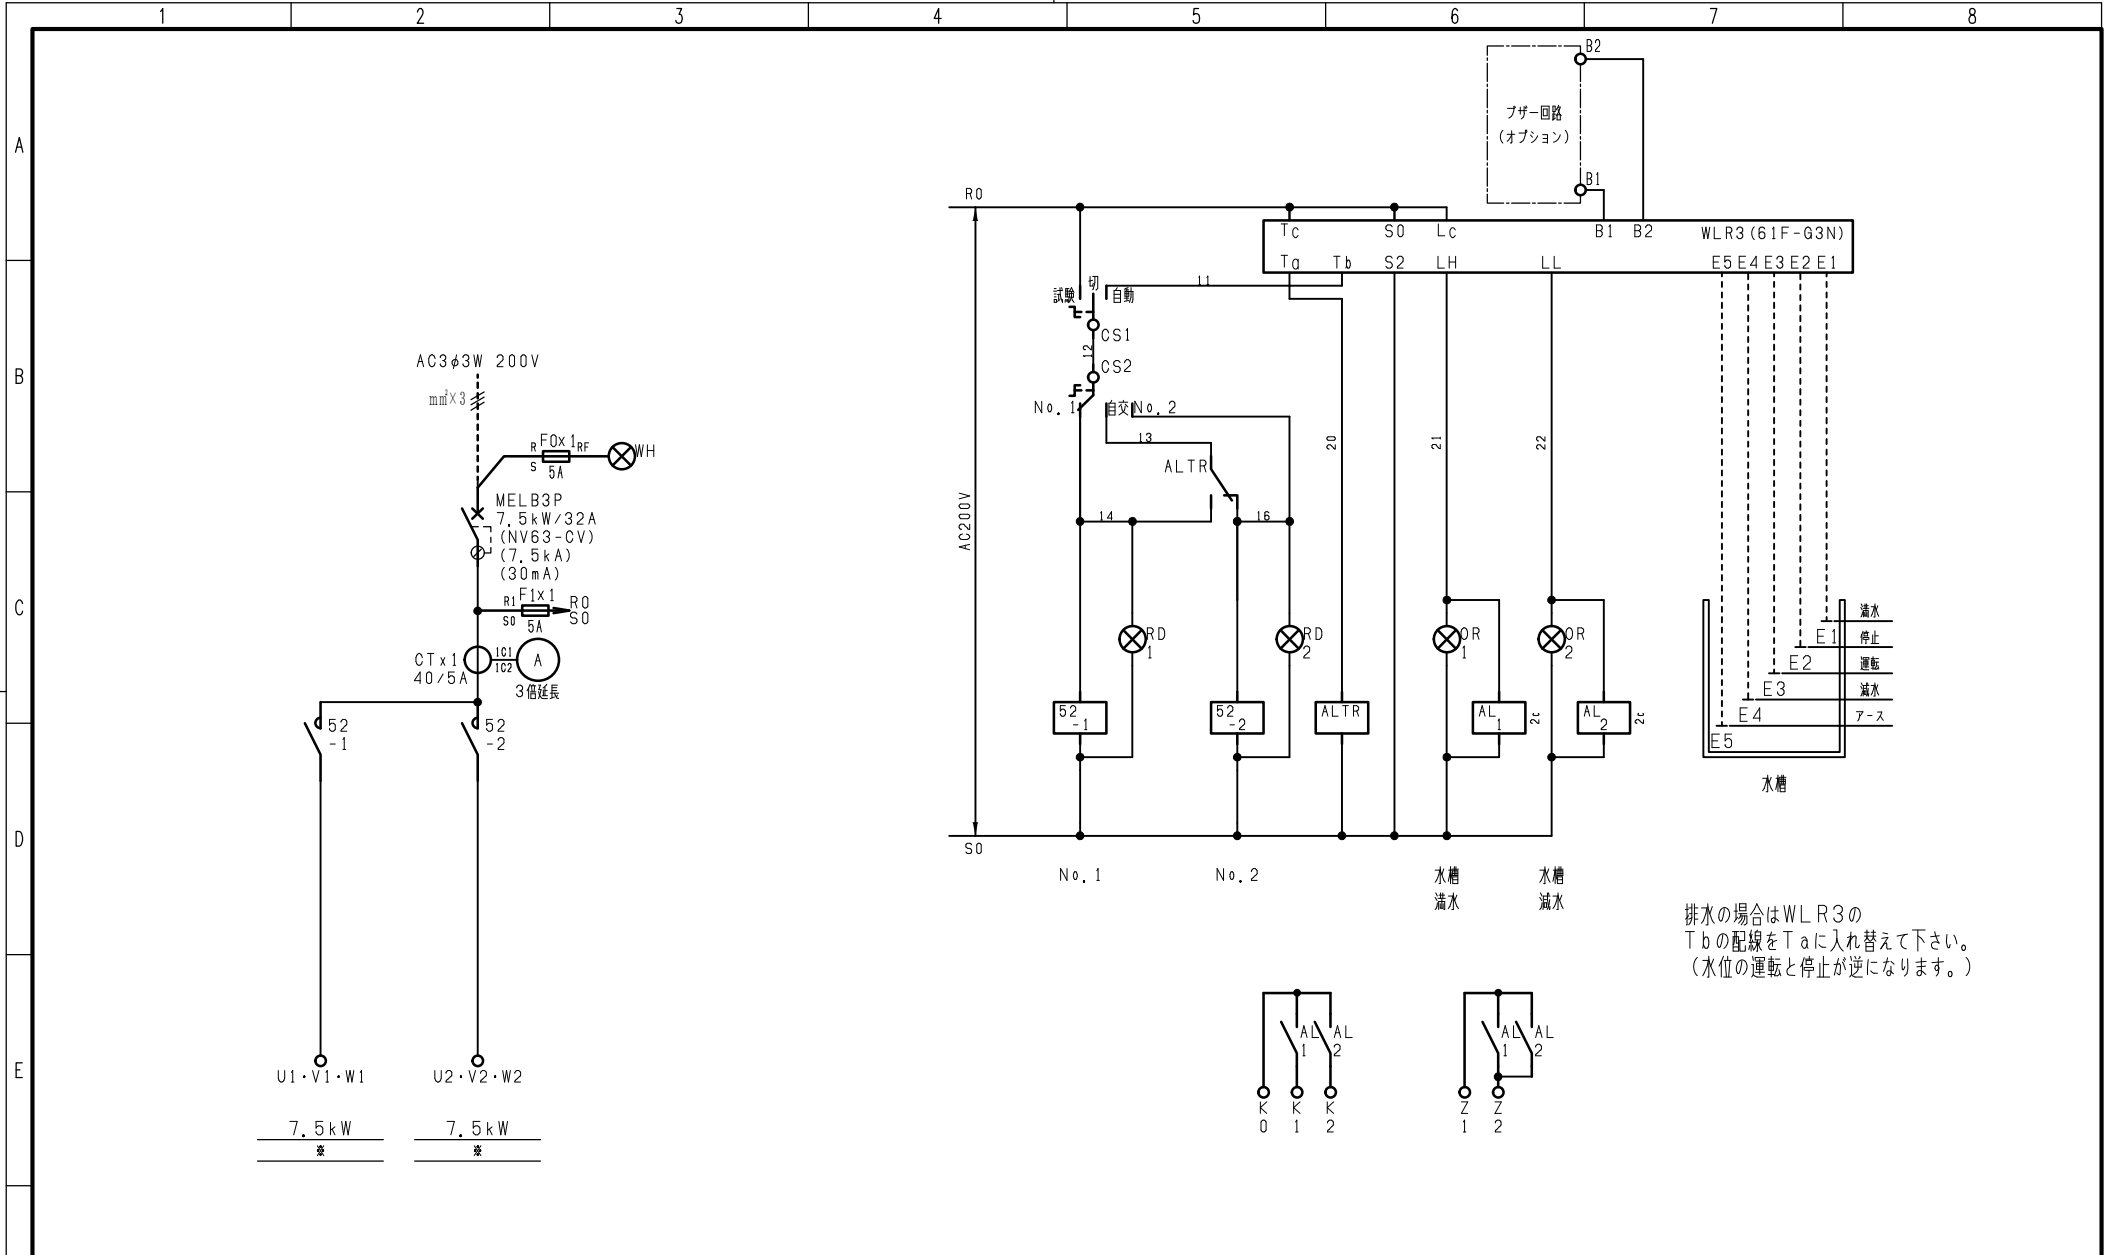 1 2 3 4 5 6 7 8
A
B
C
D
E
B2
ブザー回路
(オプション)
B1
R0
Tc S0 Lc B1 B2 WLR3(61F-G3N)
Ta Tb S2 LH LL E5 E4 E3 E2 E1
11
試験 切 自動
CS1
12
CS2
No.1 自交 No.2
13
ALTR
20
21
22
14
16
AC200V
RD
1
RD
2
OR
1
OR
2
52
-1
52
-2
ALTR
AL
1
2c
AL
2
2c
S0
No.1
No.2
水槽
満水
水槽
減水
満水
E1 停止
E2 運転
E3 減水
E4 アース
E5
水槽
AC3φ3W 200V
mm²×3
R F0x1 RF WH
S 5A
MELB3P
7.5kW/32A
(NV63-CV)
(7.5kA)
(30mA)
R1 F1x1 R0
S0 5A S0
CTx1 1C1 A
40/5A 1C2
3倍延長
52
-1
52
-2
U1・V1・W1
U2・V2・W2
7.5kW
※
7.5kW
※
排水の場合はWLR3の
Tbの配線をTaに入れ替えて下さい。
(水位の運転と停止が逆になります。)
AL
1
AL
2
K
0
K
1
K
2
AL
1
AL
2
Z
1
Z
2